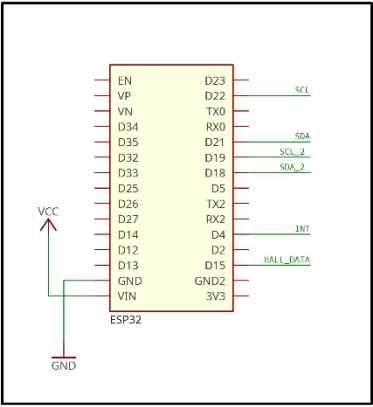 EN D23
VP D22 SCL
VN TX0
D34 RX0
D35 D21 SDA
D32 D19 SCL_2
D33 D18 SDA_2
D25 D5
D26 TX2
D27 RX2
VCC
D14 D4 INT
D12 D2
D13 D15 HALL_DATA
GND GND2
VIN 3V3
ESP32
GND